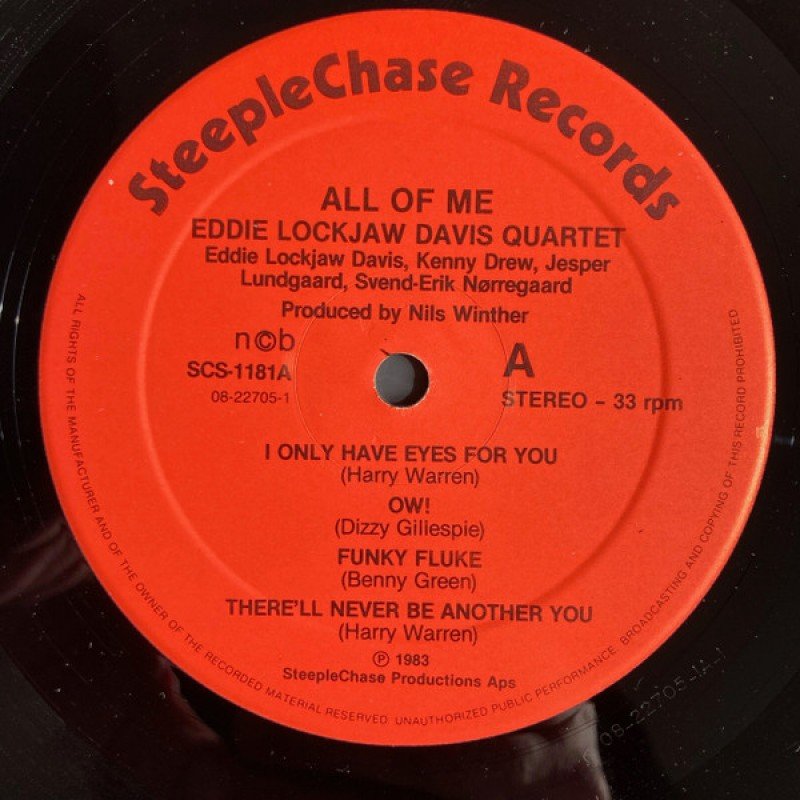 SteepleChase Records
ALL OF ME
EDDIE LOCKJAW DAVIS QUARTET
Eddie Lockjaw Davis, Kenny Drew, Jesper
Lundgaard, Svend-Erik Nørregaard
Produced by Nils Winther
n©b
SCS-1181A
08-22705-1
A
STEREO – 33 rpm
I ONLY HAVE EYES FOR YOU
(Harry Warren)
OW!
(Dizzy Gillespie)
FUNKY FLUKE
(Benny Green)
THERE'LL NEVER BE ANOTHER YOU
(Harry Warren)
Ⓟ 1983
SteepleChase Productions Aps
ALL RIGHTS OF THE MANUFACTURER AND OF THE OWNER OF THE RECORDED MATERIAL RESERVED. UNAUTHORIZED PUBLIC PERFORMANCE, BROADCASTING AND COPYING OF THIS RECORD PROHIBITED
08-22705-1A-1